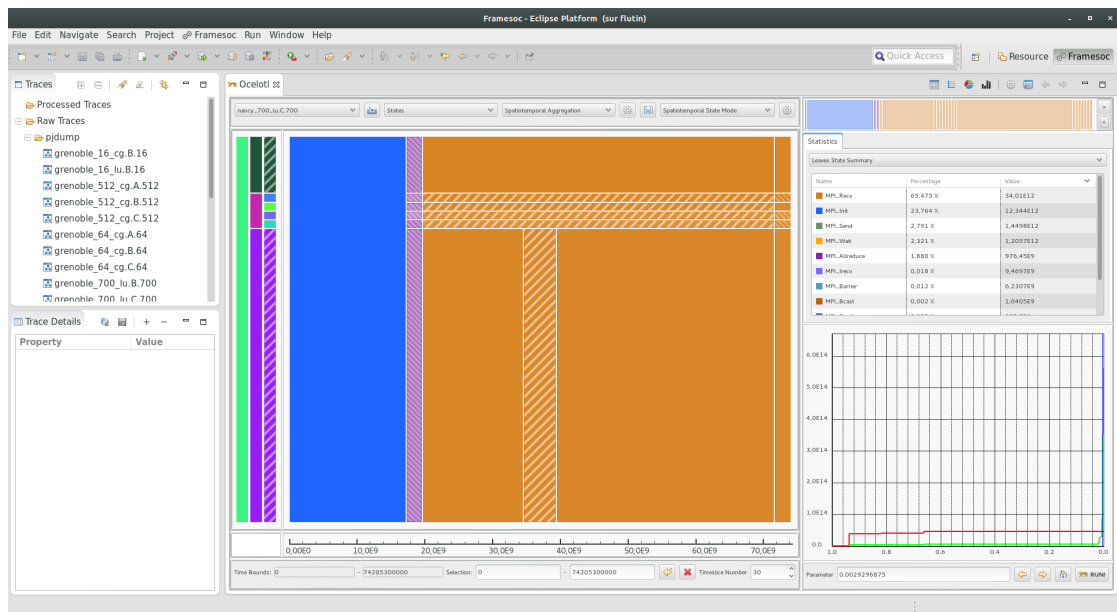 Framesoc - Eclipse Platform (sur flutin)
File Edit Navigate Search Project Framesoc Run Window Help
Quick Access
Resource
Framesoc
Traces
Processed Traces
Raw Traces
pjdump
grenoble_16_cg.B.16
grenoble_16_lu.B.16
grenoble_512_cg.A.512
grenoble_512_cg.B.512
grenoble_512_cg.C.512
grenoble_64_cg.A.64
grenoble_64_cg.B.64
grenoble_64_cg.C.64
grenoble_700_lu.B.700
grenoble_700_lu.C.700
Trace Details
Property Value
Ocelotl
nancy_700_lu.C.700
States
Spatiotemporal Aggregation
Spatiotemporal State Mode
0,00E0 10,0E9 20,0E9 30,0E9 40,0E9 50,0E9 60,0E9 70,0E9
Time Bounds: 0 - 74205300000 Selection: 0 - 74205300000 Timeslice Number 30
Statistics
Leaves State Summary
Name Percentage Value
MPI_Recv 65,475 % 34,01E12
MPI_Init 23,764 % 12,344E12
MPI_Send 2,791 % 1,4498E12
MPI_Wait 2,321 % 1,2057E12
MPI_Allreduce 1,880 % 976,45E9
MPI_Irecv 0,018 % 9,4697E9
MPI_Barrier 0,012 % 6,2307E9
MPI_Bcast 0,002 % 1,0405E9
6,0E14
5,0E14
4,0E14
3,0E14
2,0E14
1,0E14
0.0
1.0 0.8 0.6 0.4 0.2 0.0
Parameter 0.0029296875 RUN!